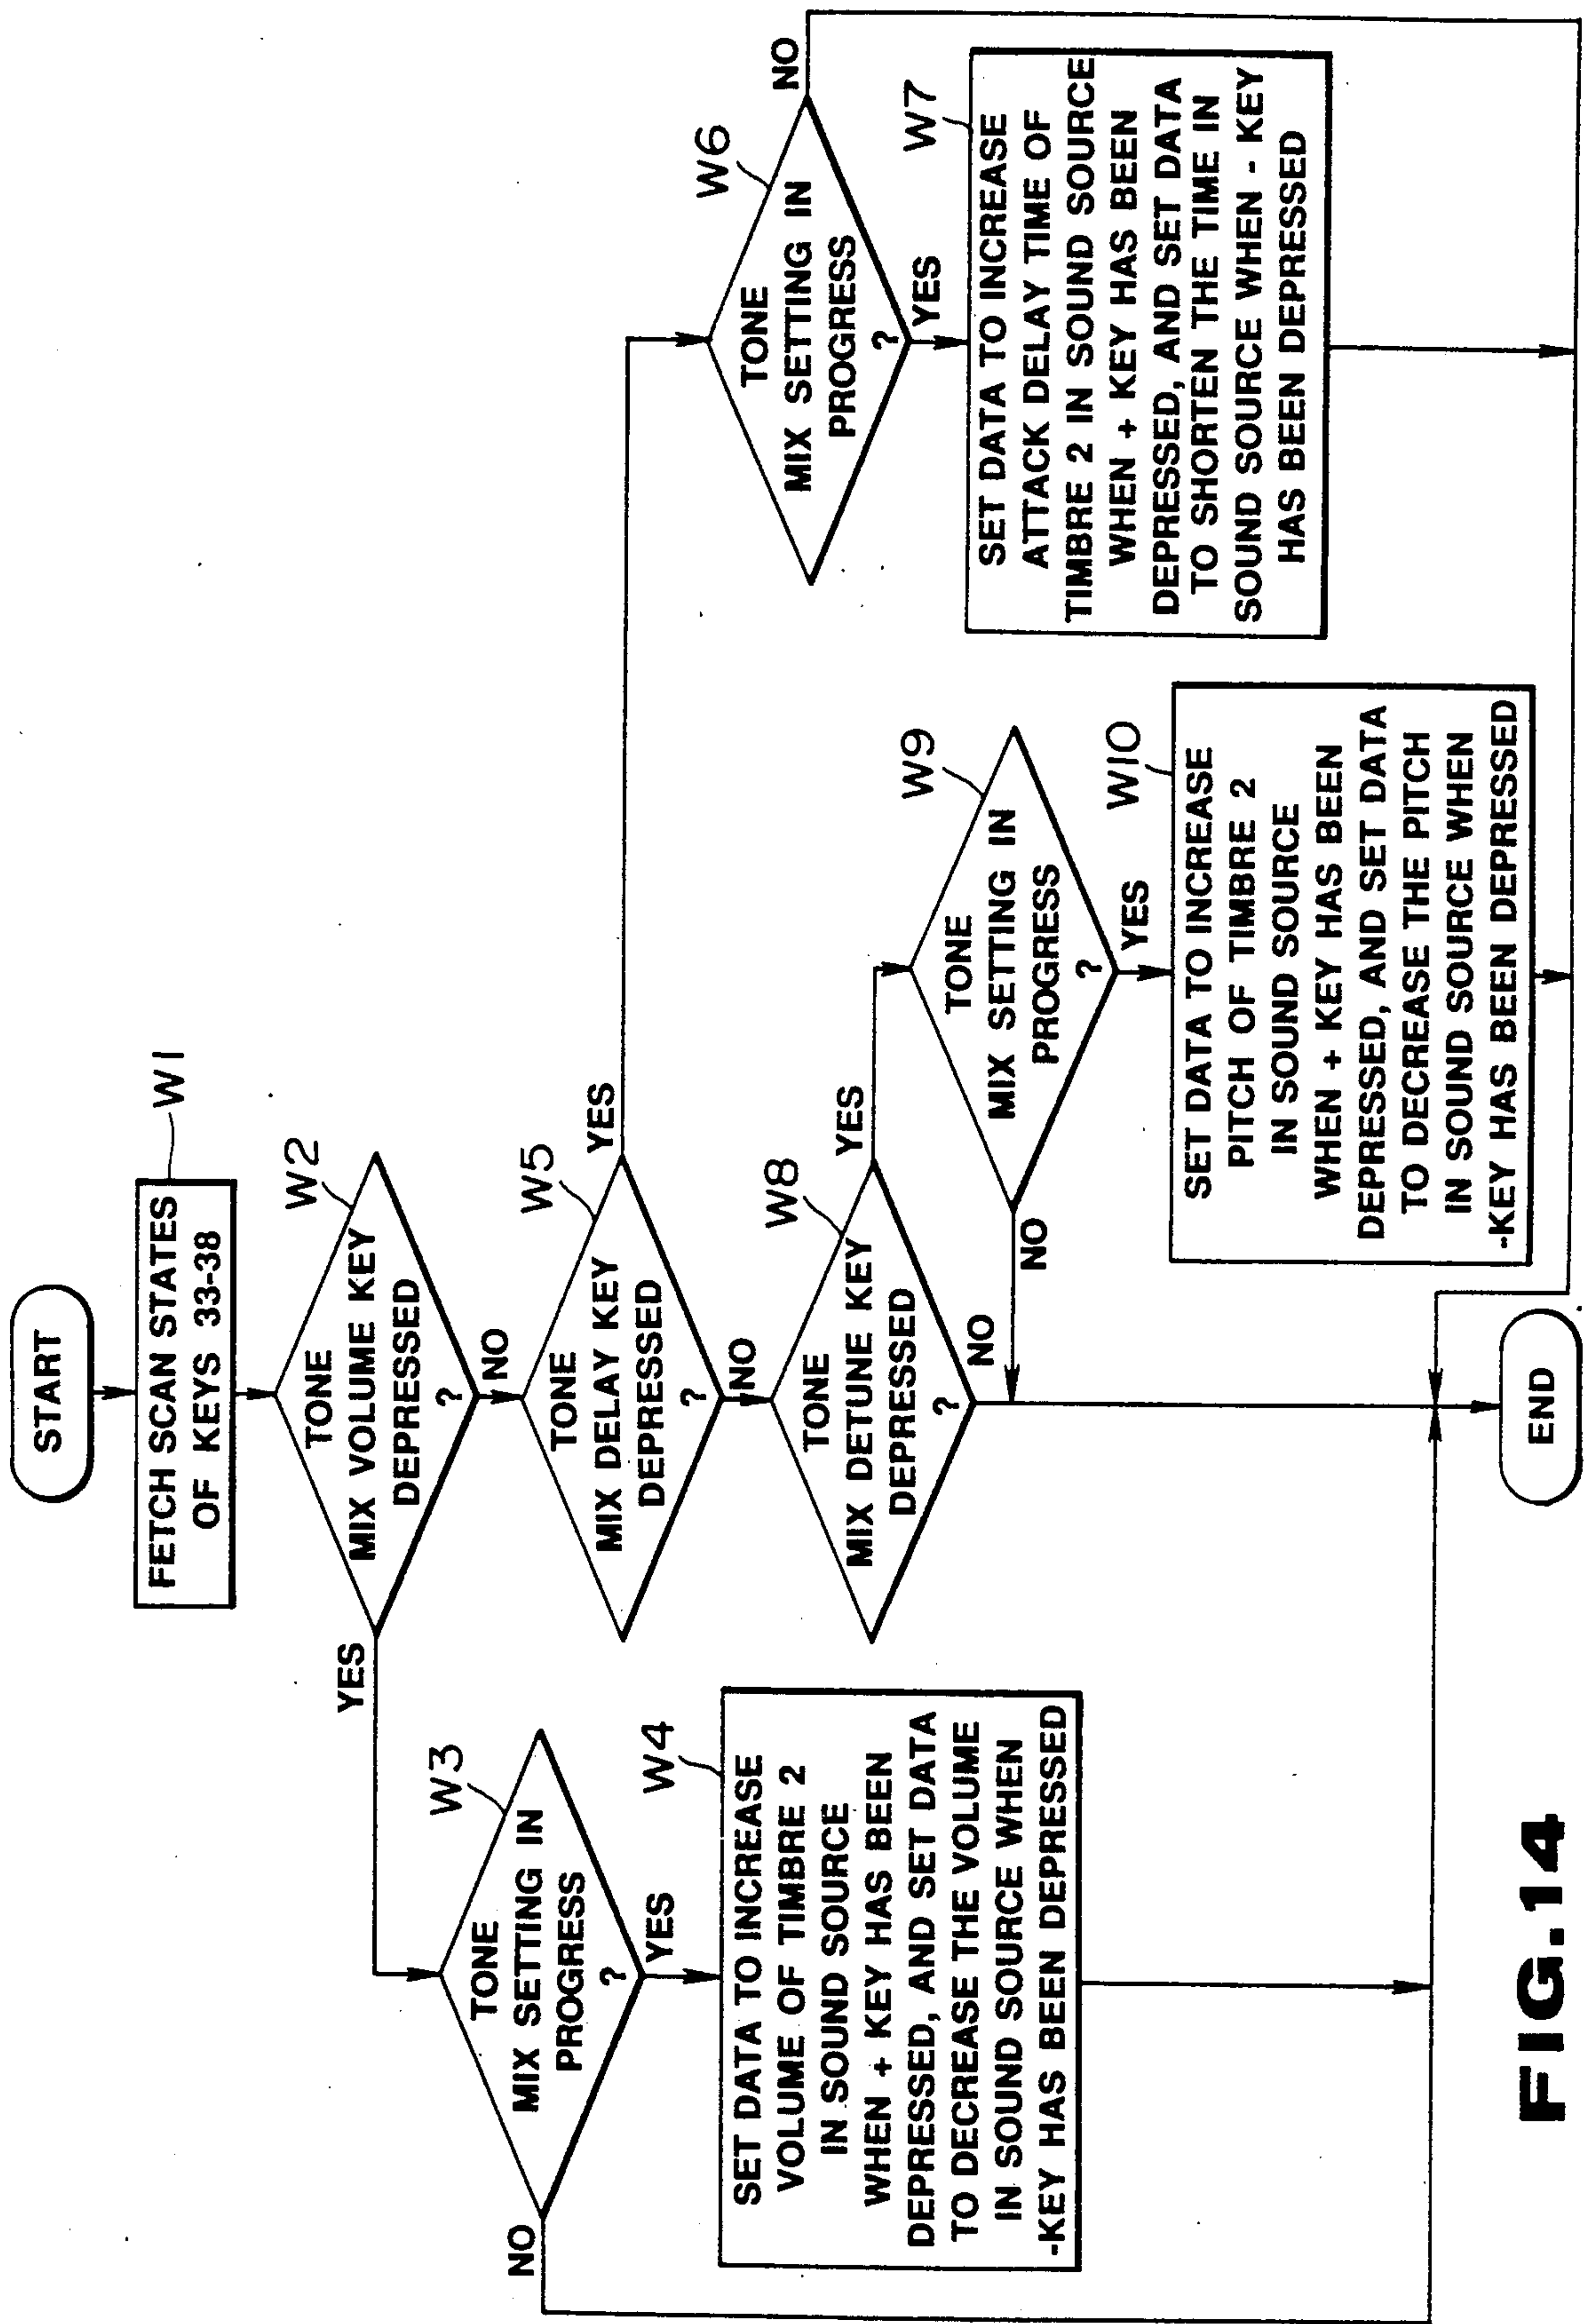 START
FETCH SCAN STATES
OF KEYS 33-38
W1
TONE
MIX VOLUME KEY
DEPRESSED
?
W2
YES
NO
TONE
MIX SETTING IN
PROGRESS
?
W3
NO
YES
SET DATA TO INCREASE
VOLUME OF TIMBRE 2
IN SOUND SOURCE
WHEN + KEY HAS BEEN
DEPRESSED, AND SET DATA
TO DECREASE THE VOLUME
IN SOUND SOURCE WHEN
-KEY HAS BEEN DEPRESSED
W4
TONE
MIX DELAY KEY
DEPRESSED
?
W5
YES
NO
TONE
MIX SETTING IN
PROGRESS
?
W6
NO
YES
SET DATA TO INCREASE
ATTACK DELAY TIME OF
TIMBRE 2 IN SOUND SOURCE
WHEN + KEY HAS BEEN
DEPRESSED, AND SET DATA
TO SHORTEN THE TIME IN
SOUND SOURCE WHEN - KEY
HAS BEEN DEPRESSED
W7
TONE
MIX DETUNE KEY
DEPRESSED
?
W8
YES
NO
TONE
MIX SETTING IN
PROGRESS
?
W9
NO
YES
SET DATA TO INCREASE
PITCH OF TIMBRE 2
IN SOUND SOURCE
WHEN + KEY HAS BEEN
DEPRESSED, AND SET DATA
TO DECREASE THE PITCH
IN SOUND SOURCE WHEN
-KEY HAS BEEN DEPRESSED
W10
END
FIG.14